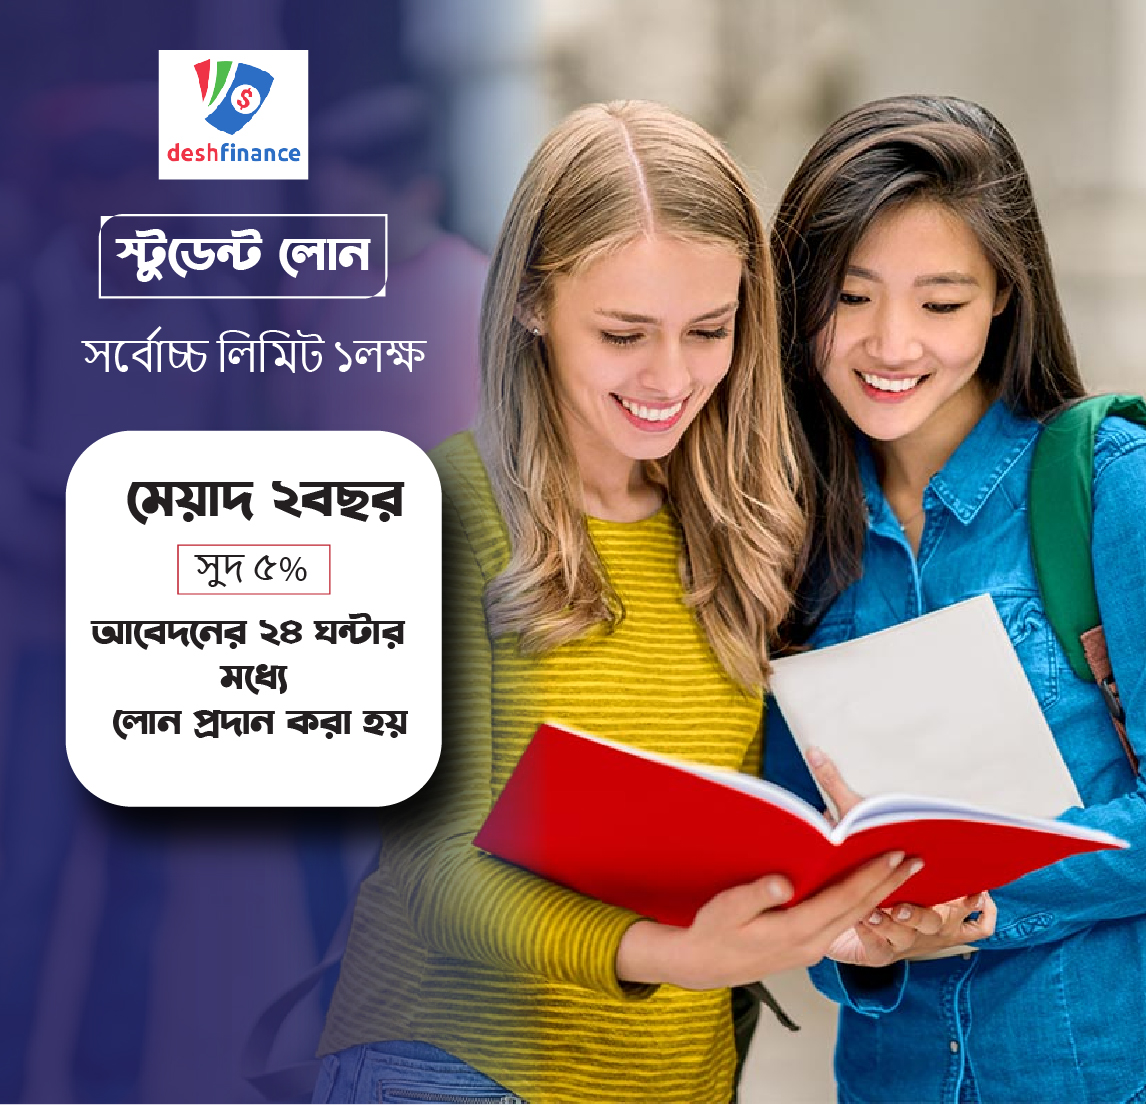 deshfinance
স্টুডেন্ট লোন
সর্বোচ্চ লিমিট ১লক্ষ
মেয়াদ ২বছর
সুদ ৫%
আবেদনের ২৪ ঘন্টার
মধ্যে
লোন প্রদান করা হয়